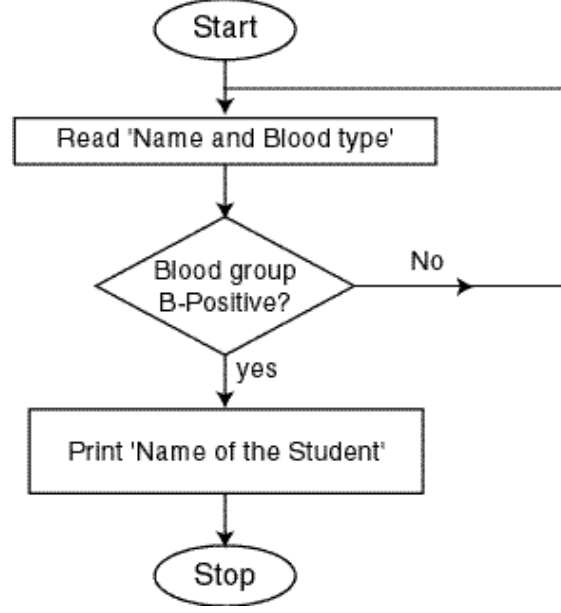 Start
Read 'Name and Blood type'
Blood group
B-Positive?
No
yes
Print 'Name of the Student'
Stop